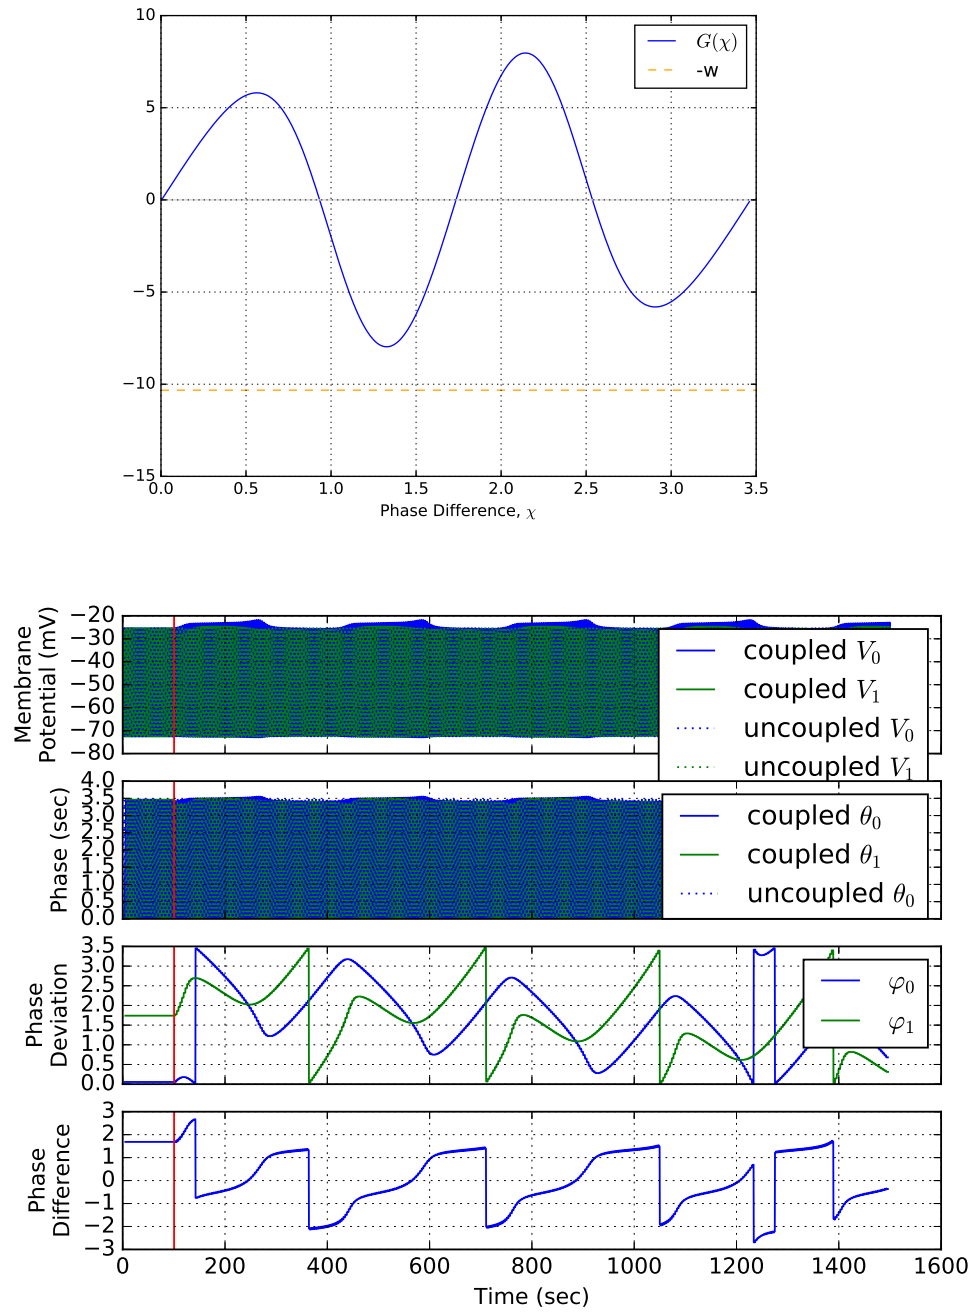 10
5
0
−5
−10
−15
0.0 0.5 1.0 1.5 2.0 2.5 3.0 3.5
Phase Difference, χ
G(χ)
-w
Membrane
Potential (mV)
−20
−30
−40
−50
−60
−70
−80
coupled V₀
coupled V₁
uncoupled V₀
uncoupled V₁
Phase (sec)
4.0
3.5
3.0
2.5
2.0
1.5
1.0
0.5
0.0
coupled θ₀
coupled θ₁
uncoupled θ₀
Phase
Deviation
3.5
3.0
2.5
2.0
1.5
1.0
0.5
0.0
φ₀
φ₁
Phase
Difference
3
2
1
0
−1
−2
−3
0 200 400 600 800 1000 1200 1400 1600
Time (sec)